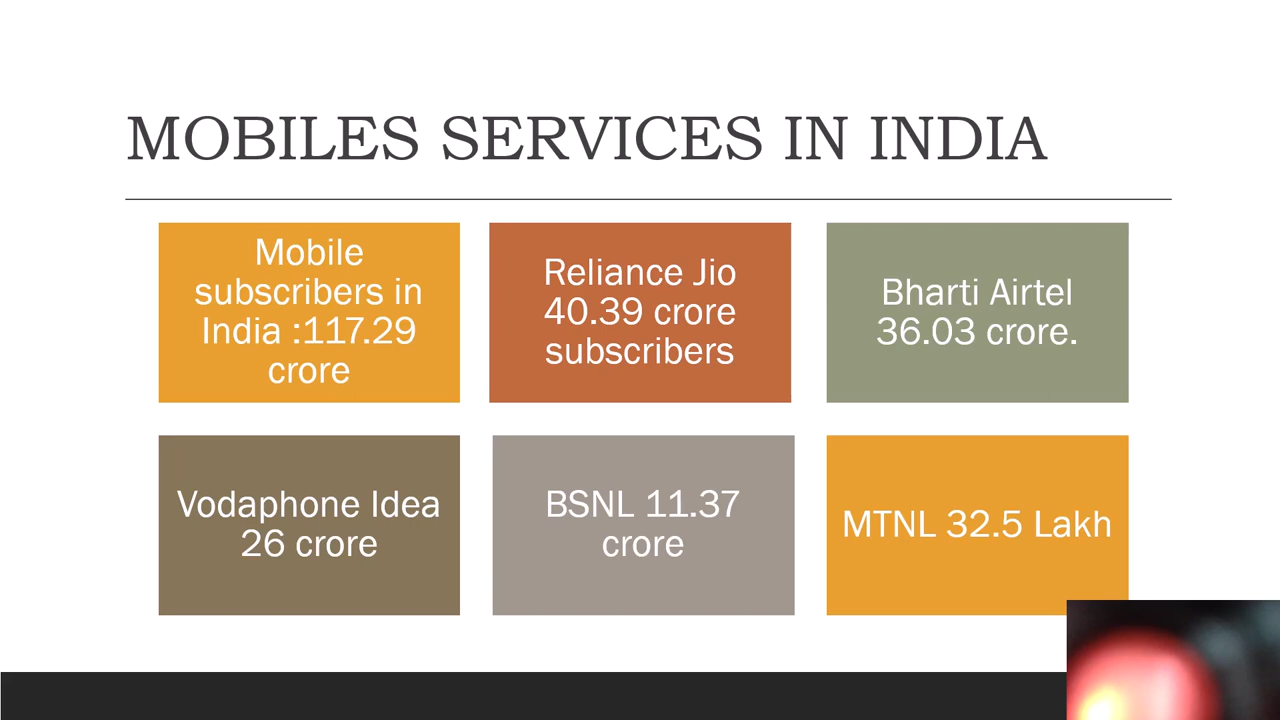 MOBILES SERVICES IN INDIA
Mobile
subscribers in
India :117.29
crore
Reliance Jio
40.39 crore
subscribers
Bharti Airtel
36.03 crore.
Vodaphone Idea
26 crore
BSNL 11.37
crore
MTNL 32.5 Lakh